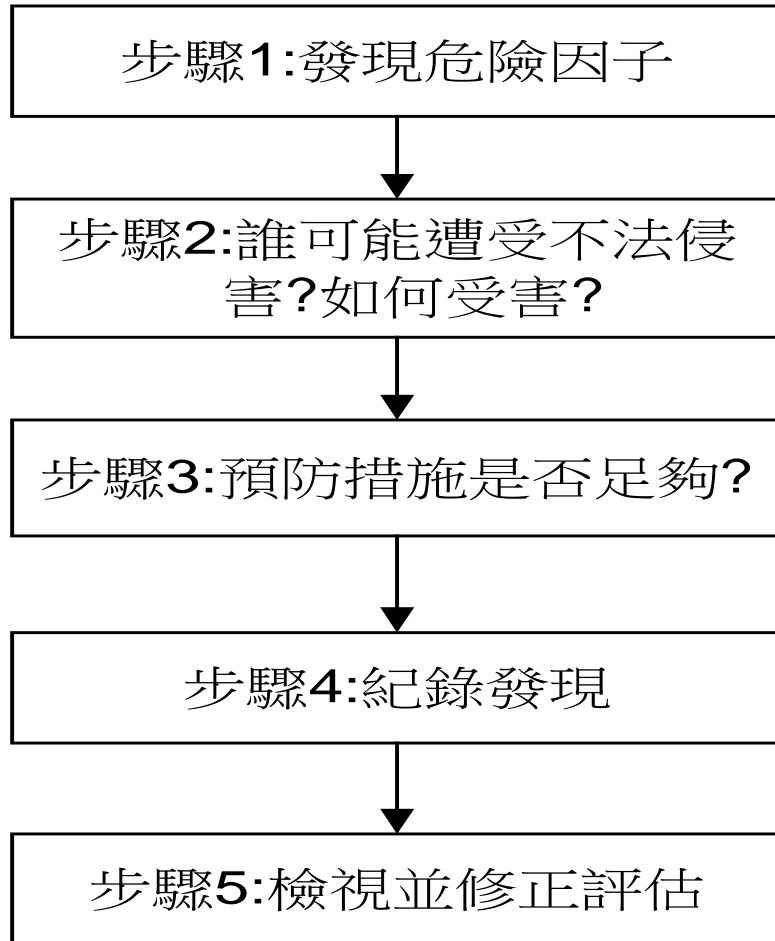 步驟1:發現危險因子
步驟2:誰可能遭受不法侵
害?如何受害?
步驟3:預防措施是否足夠?
步驟4:紀錄發現
步驟5:檢視並修正評估